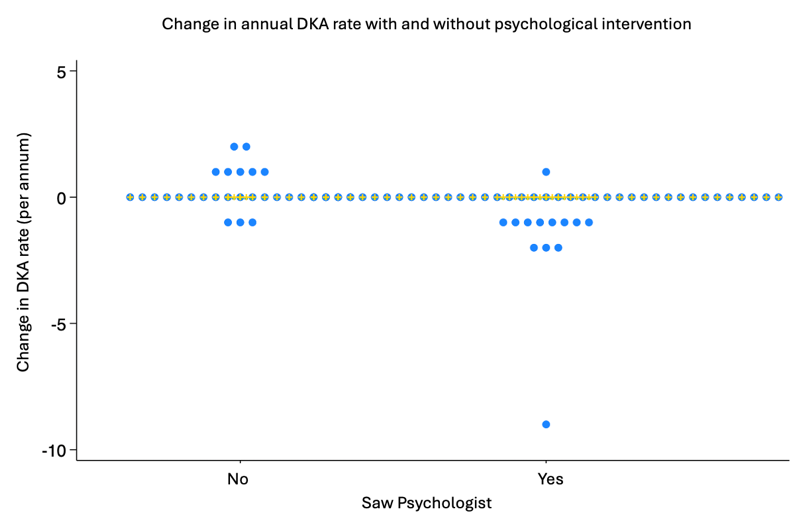 Change in annual DKA rate with and without psychological intervention
Change in DKA rate (per annum)
5
0
-5
-10
No
Yes
Saw Psychologist